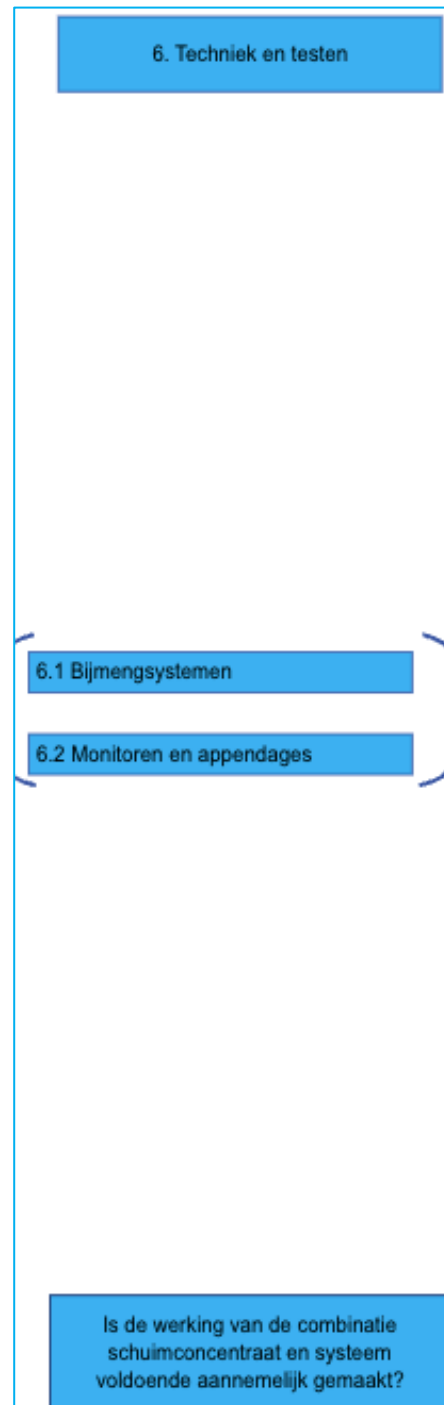 6. Techniek en testen
6.1 Bijmengsystemen
6.2 Monitoren en appendages
Is de werking van de combinatie
schuimconcentraat en systeem
voldoende aannemelijk gemaakt?